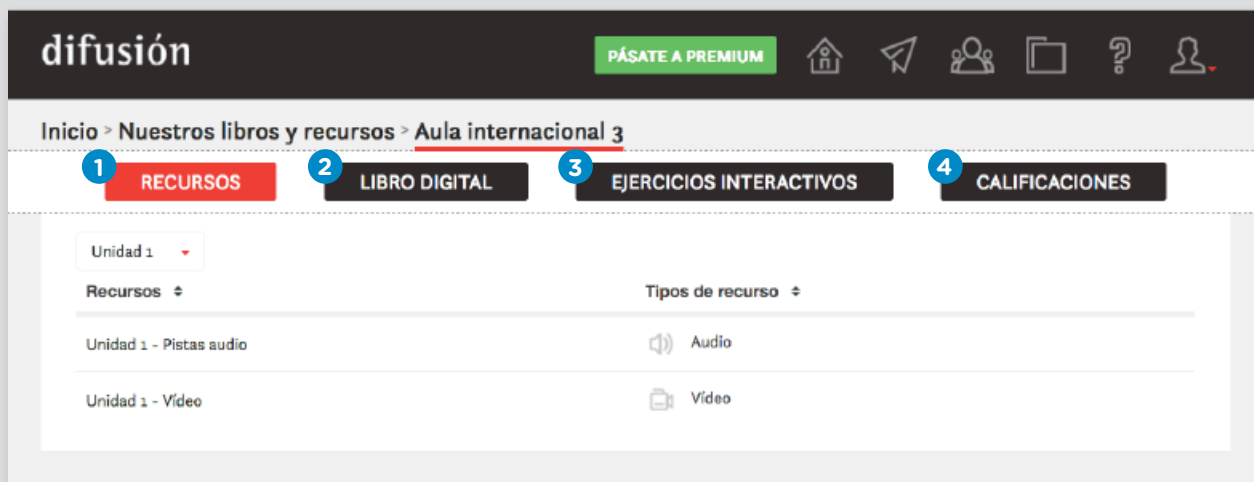 difusión
PÁSATE A PREMIUM
Inicio > Nuestros libros y recursos > Aula internacional 3
1 RECURSOS 2 LIBRO DIGITAL 3 EJERCICIOS INTERACTIVOS 4 CALIFICACIONES
Unidad 1
Recursos Tipos de recurso
Unidad 1 - Pistas audio Audio
Unidad 1 - Vídeo Vídeo